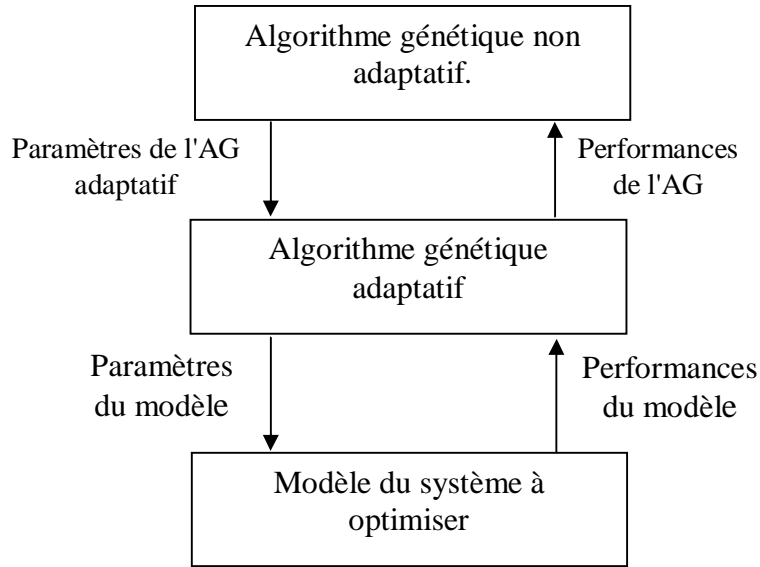 Algorithme génétique non
adaptatif.
Paramètres de l'AG
adaptatif
Performances
de l'AG
Algorithme génétique
adaptatif
Paramètres
du modèle
Performances
du modèle
Modèle du système à
optimiser